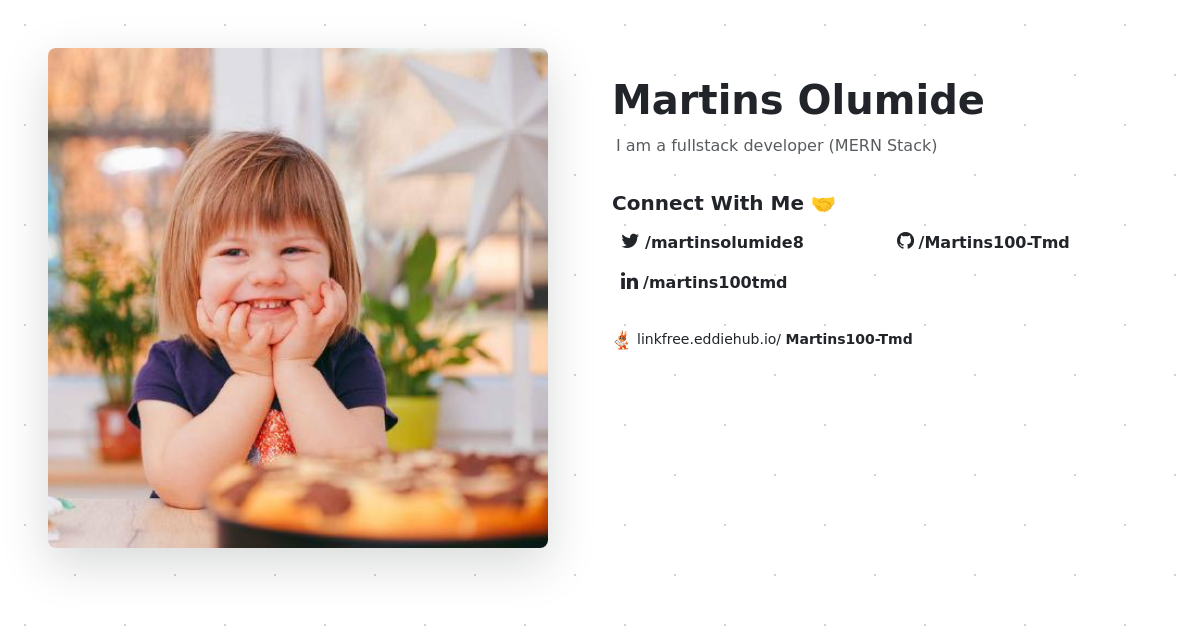 Martins Olumide
I am a fullstack developer (MERN Stack)
Connect With Me 🤝
/martinsolumide8
/Martins100-Tmd
/martins100tmd
linkfree.eddiehub.io/ Martins100-Tmd